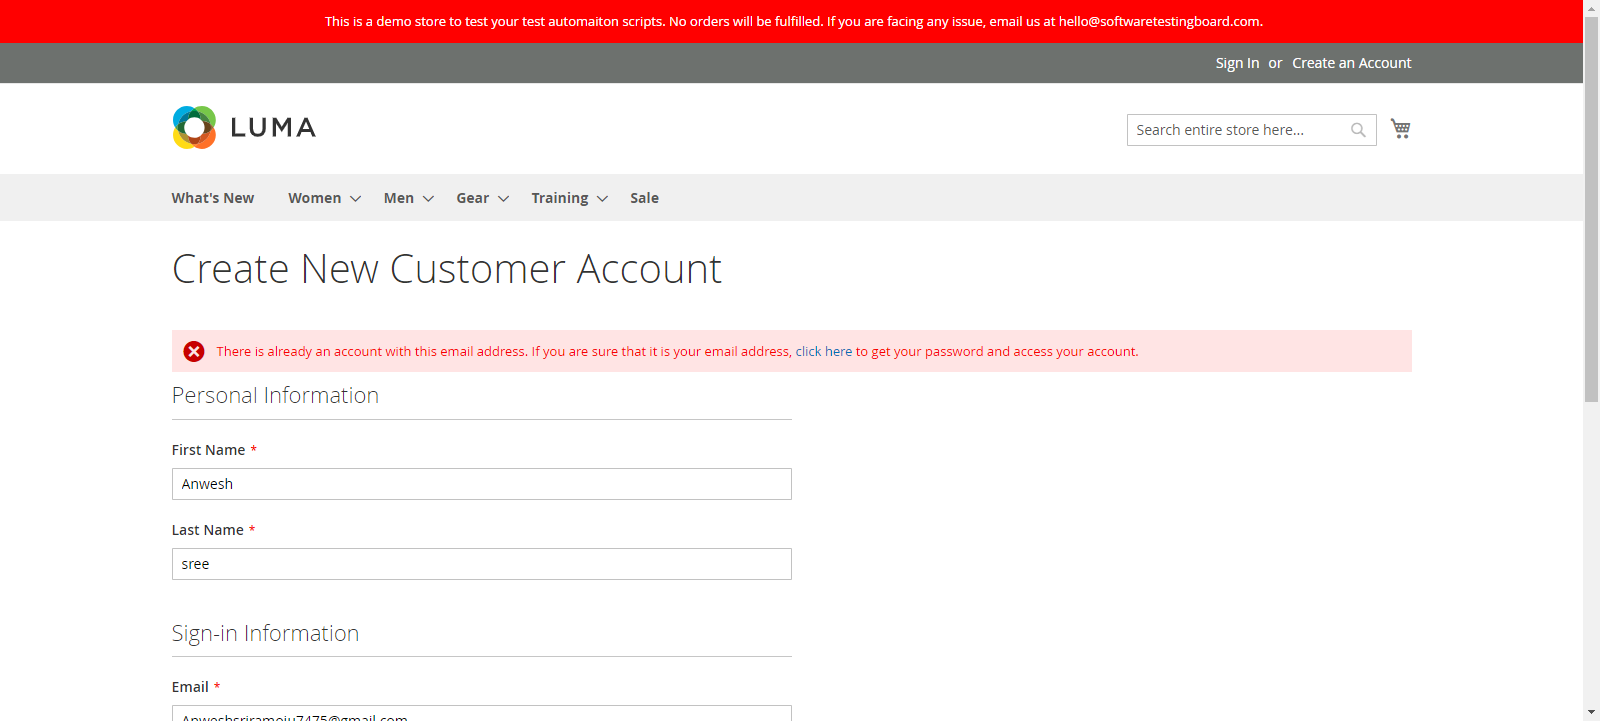 This is a demo store to test your test automaiton scripts. No orders will be fulfilled. If you are facing any issue, email us at hello@softwaretestingboard.com.
Sign In or Create an Account
LUMA
Search entire store here...
What's New Women Men Gear Training Sale
Create New Customer Account
There is already an account with this email address. If you are sure that it is your email address, click here to get your password and access your account.
Personal Information
First Name *
Anwesh
Last Name *
sree
Sign-in Information
Email *
Anweshsriramoju7475@gmail.com